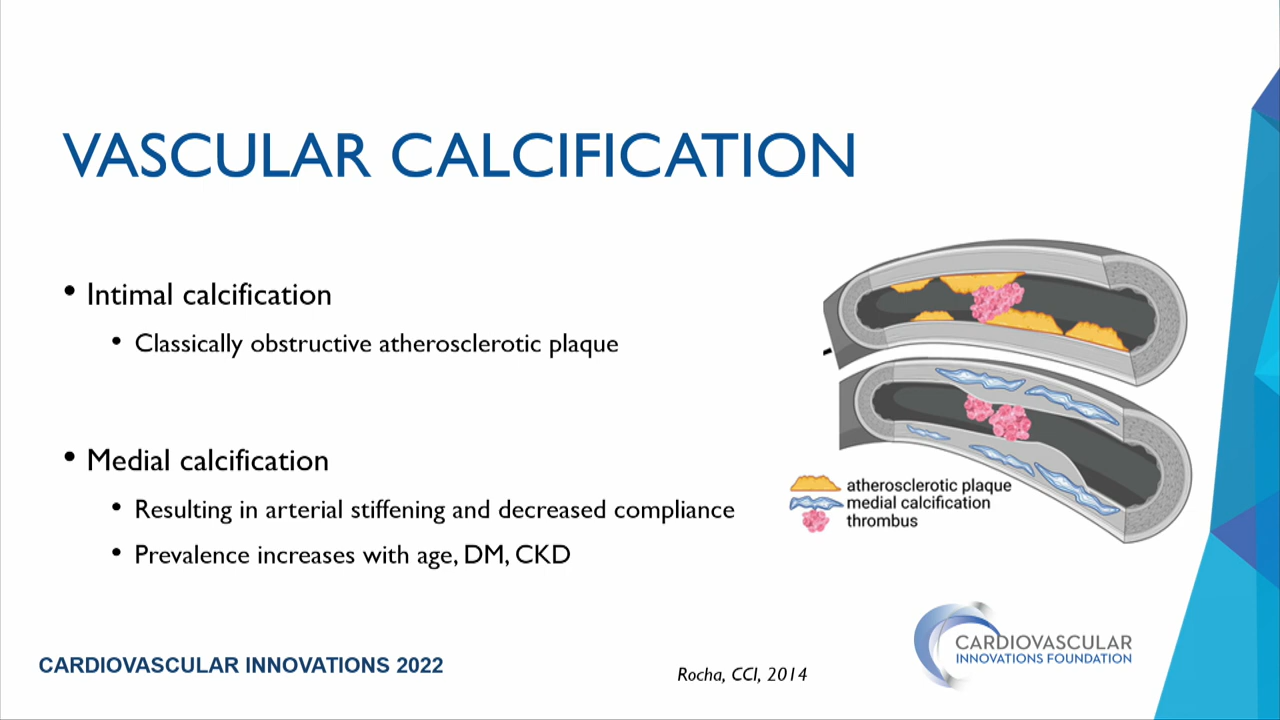 VASCULAR CALCIFICATION
• Intimal calcification
• Classically obstructive atherosclerotic plaque
• Medial calcification
• Resulting in arterial stiffening and decreased compliance
• Prevalence increases with age, DM, CKD
atherosclerotic plaque
medial calcification
thrombus
CARDIOVASCULAR INNOVATIONS 2022
Rocha, CCI, 2014
CARDIOVASCULAR
INNOVATIONS FOUNDATION